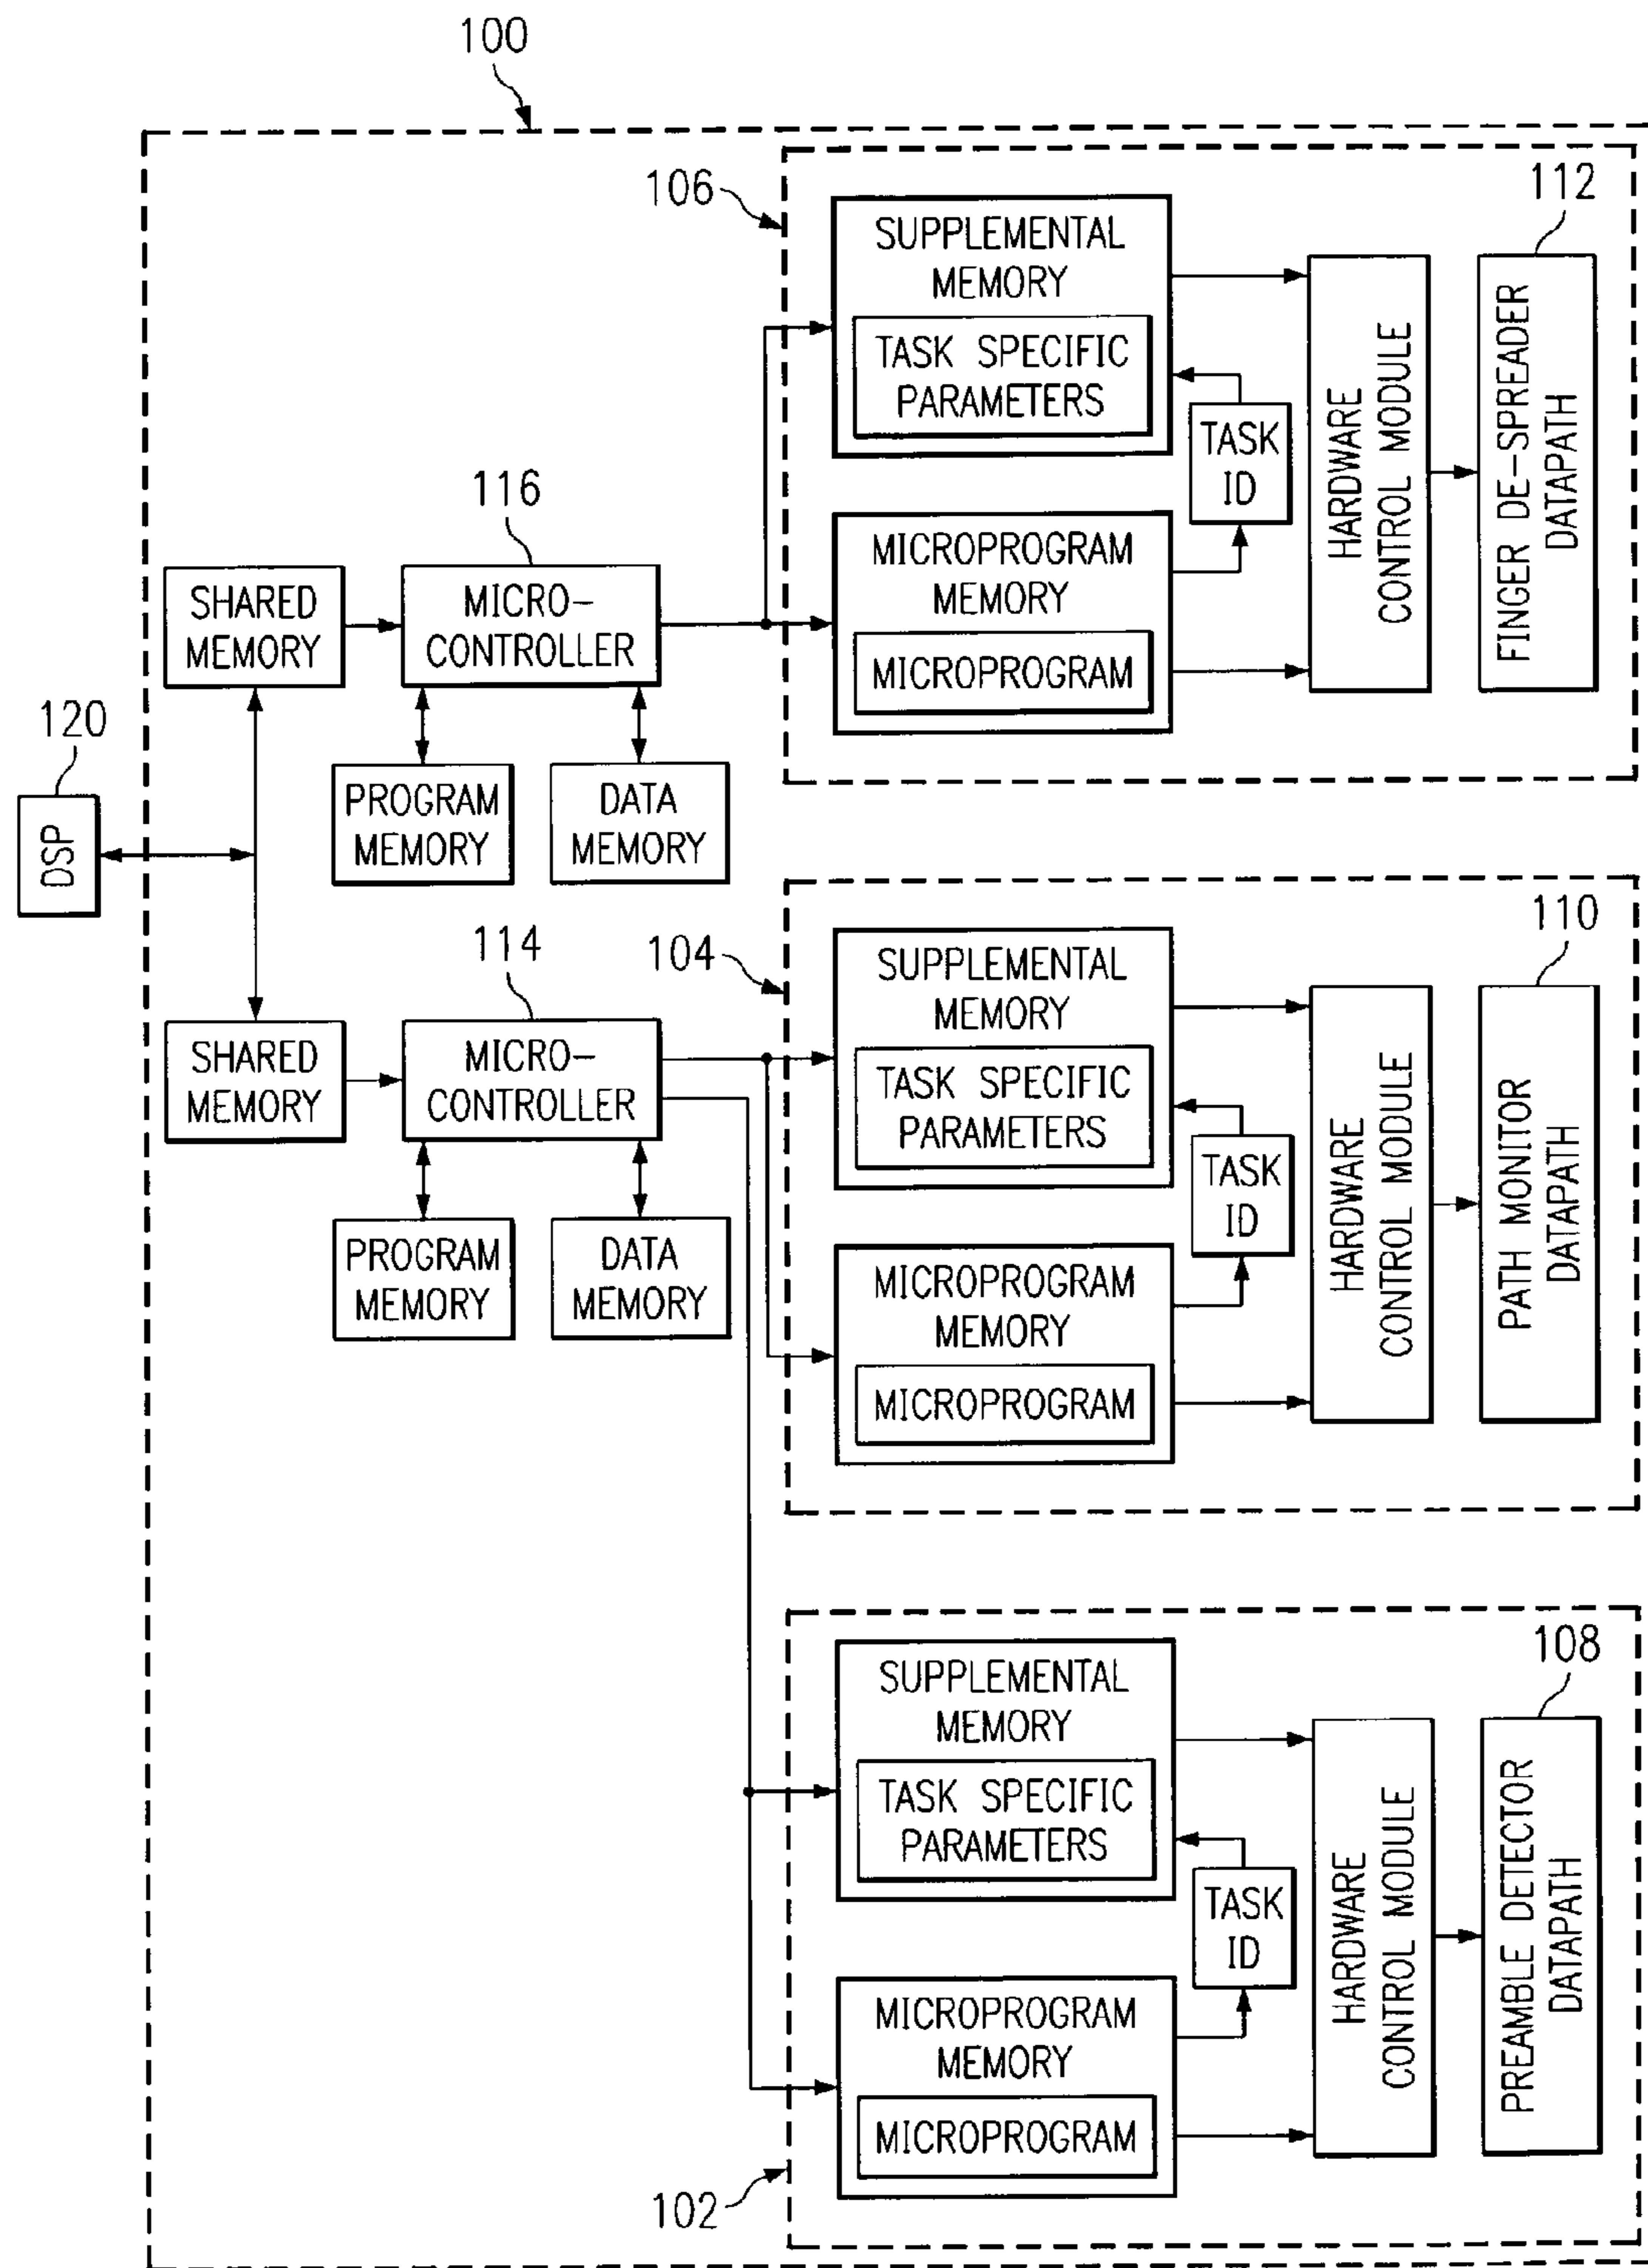 100
106
112
SUPPLEMENTAL
MEMORY
TASK SPECIFIC
PARAMETERS
TASK
ID
MICROPROGRAM
MEMORY
MICROPROGRAM
HARDWARE
CONTROL MODULE
FINGER DE-SPREADER
DATAPATH
116
SHARED
MEMORY
MICRO-
CONTROLLER
PROGRAM
MEMORY
DATA
MEMORY
120
DSP
114
SHARED
MEMORY
MICRO-
CONTROLLER
PROGRAM
MEMORY
DATA
MEMORY
104
110
SUPPLEMENTAL
MEMORY
TASK SPECIFIC
PARAMETERS
TASK
ID
MICROPROGRAM
MEMORY
MICROPROGRAM
HARDWARE
CONTROL MODULE
PATH MONITOR
DATAPATH
108
SUPPLEMENTAL
MEMORY
TASK SPECIFIC
PARAMETERS
TASK
ID
MICROPROGRAM
MEMORY
MICROPROGRAM
HARDWARE
CONTROL MODULE
PREAMBLE DETECTOR
DATAPATH
102